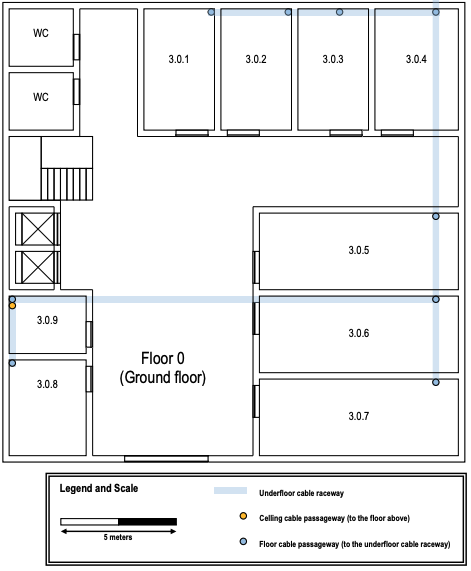 WC
3.0.1
3.0.2
3.0.3
3.0.4
WC
3.0.5
3.0.9
3.0.6
Floor 0
(Ground floor)
3.0.8
3.0.7
Legend and Scale
Underfloor cable raceway
Celling cable passageway (to the floor above)
5 meters
Floor cable passageway (to the underfloor cable raceway)